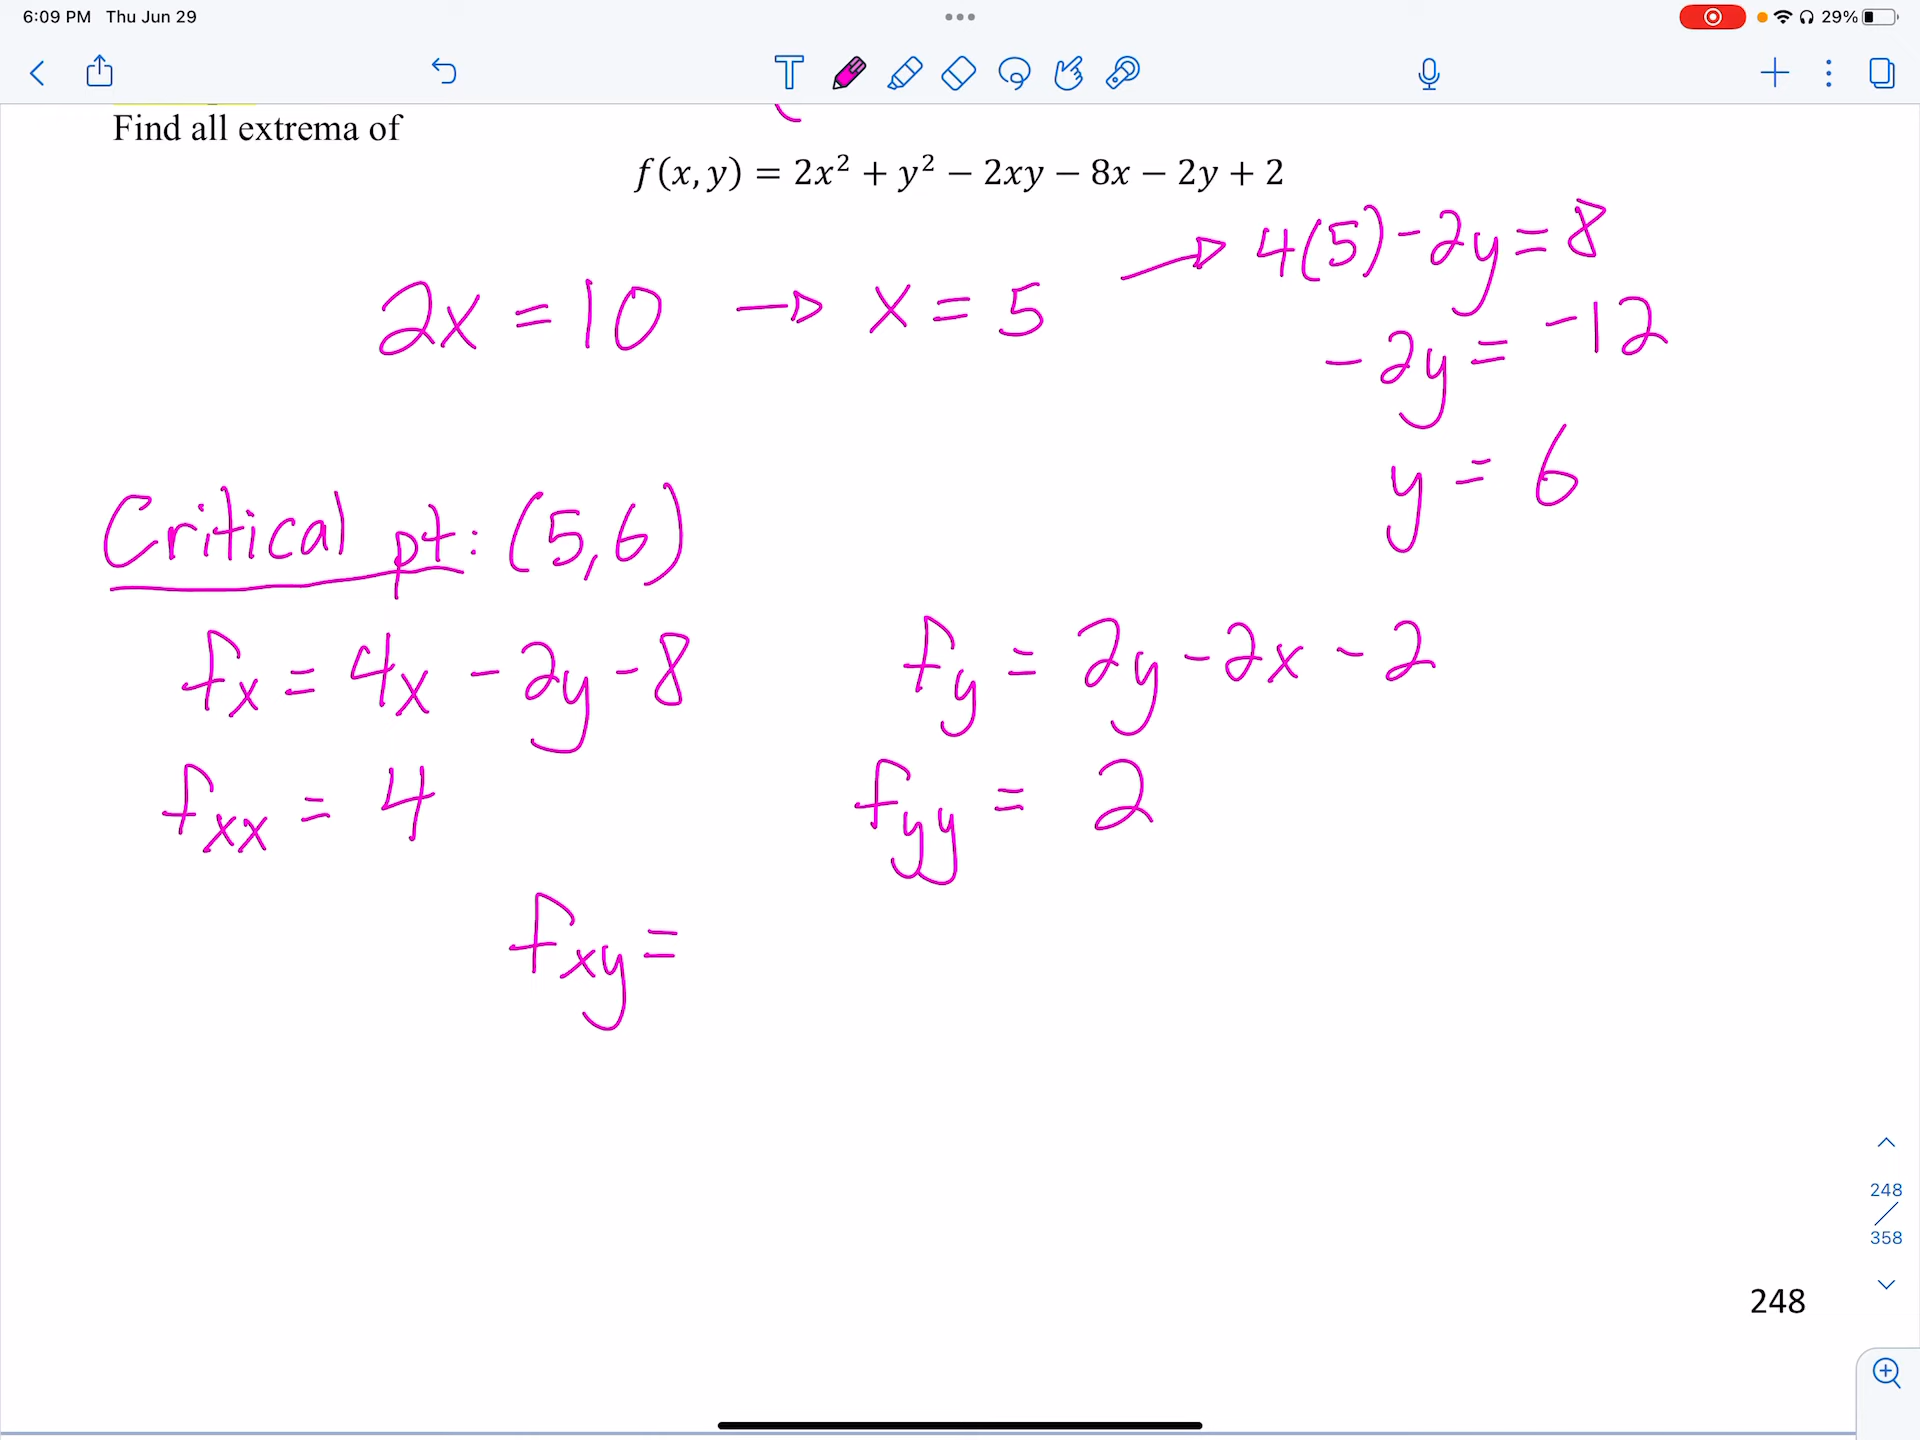 6:09 PM Thu Jun 29
29%
Find all extrema of
f(x, y) = 2x² + y² − 2xy − 8x − 2y + 2
4(5) - 2y = 8
2x = 10 → x = 5 →
-2y = -12
y = 6
Critical pt: (5,6)
fx = 4x - 2y - 8
fy = 2y - 2x - 2
fxx = 4
fyy = 2
fxy =
248
358
248